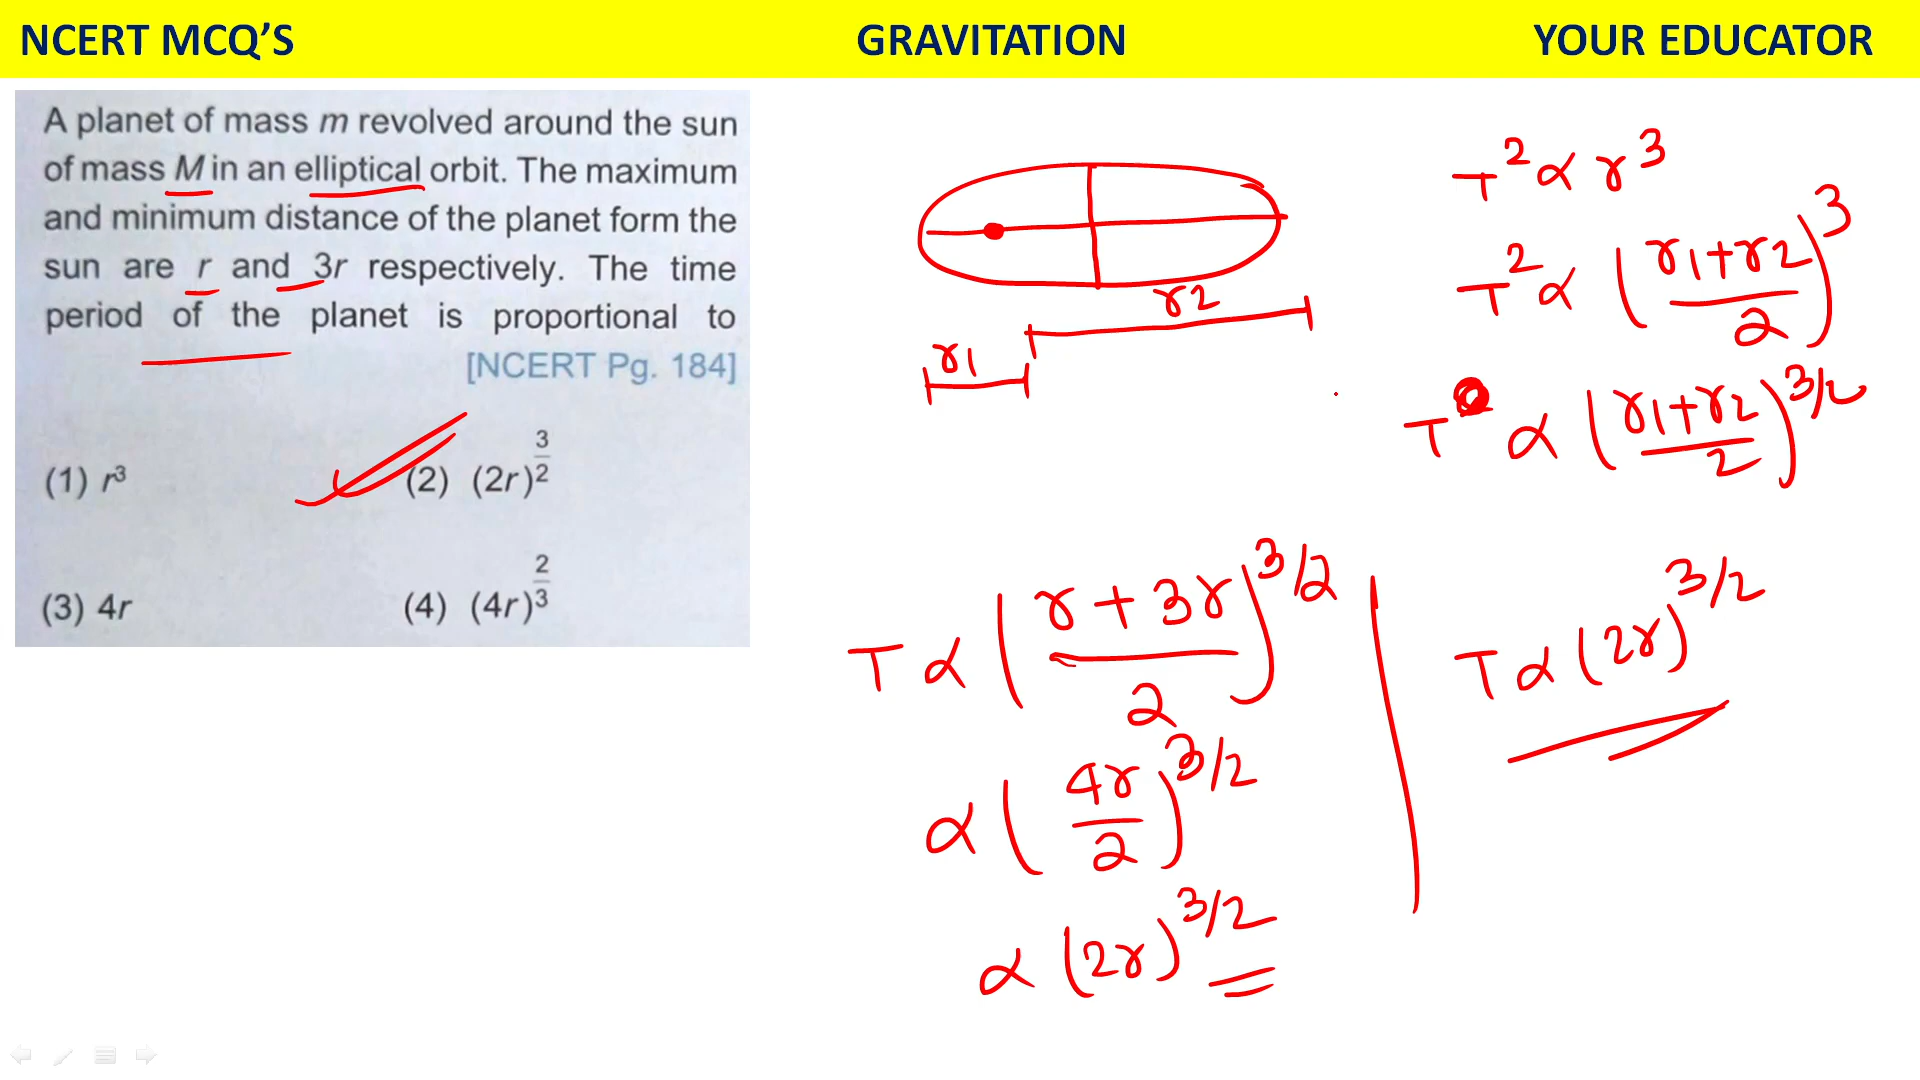 NCERT MCQ’S GRAVITATION YOUR EDUCATOR
A planet of mass m revolved around the sun
of mass M in an elliptical orbit. The maximum
and minimum distance of the planet form the
sun are r and 3r respectively. The time
period of the planet is proportional to
[NCERT Pg. 184]
(1) r³ (2) (2r)^3/2
(3) 4r (4) (4r)^2/3
r1
r2
T² ∝ r³
T² ∝ (r1+r2/2)³
T ∝ (r1+r2/2)^3/2
T ∝ (r+3r/2)^3/2
∝ (4r/2)^3/2
∝ (2r)^3/2
T ∝ (2r)^3/2